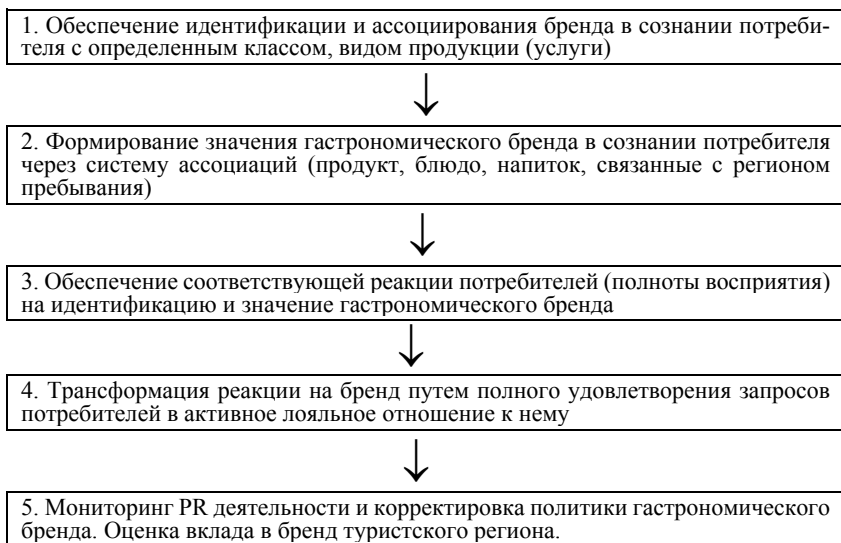 1. Обеспечение идентификации и ассоциирования бренда в сознании потреби-
теля с определенным классом, видом продукции (услуги)
2. Формирование значения гастрономического бренда в сознании потребителя
через систему ассоциаций (продукт, блюдо, напиток, связанные с регионом
пребывания)
3. Обеспечение соответствующей реакции потребителей (полноты восприятия)
на идентификацию и значение гастрономического бренда
4. Трансформация реакции на бренд путем полного удовлетворения запросов
потребителей в активное лояльное отношение к нему
5. Мониторинг PR деятельности и корректировка политики гастрономического
бренда. Оценка вклада в бренд туристского региона.